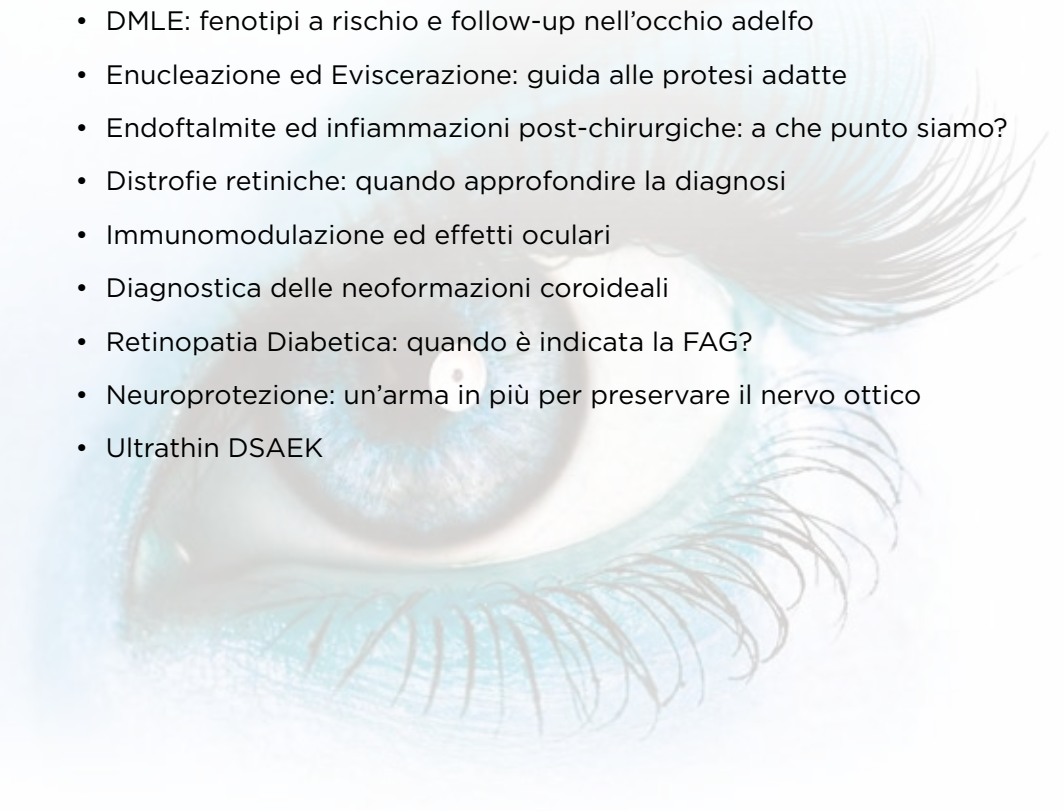 • DMLE: fenotipi a rischio e follow-up nell’occhio adelfo
• Enucleazione ed Eviscerazione: guida alle protesi adatte
• Endoftalmite ed infiammazioni post-chirurgiche: a che punto siamo?
• Distrofie retiniche: quando approfondire la diagnosi
• Immunomodulazione ed effetti oculari
• Diagnostica delle neoformazioni coroideali
• Retinopatia Diabetica: quando è indicata la FAG?
• Neuroprotezione: un’arma in più per preservare il nervo ottico
• Ultrathin DSAEK